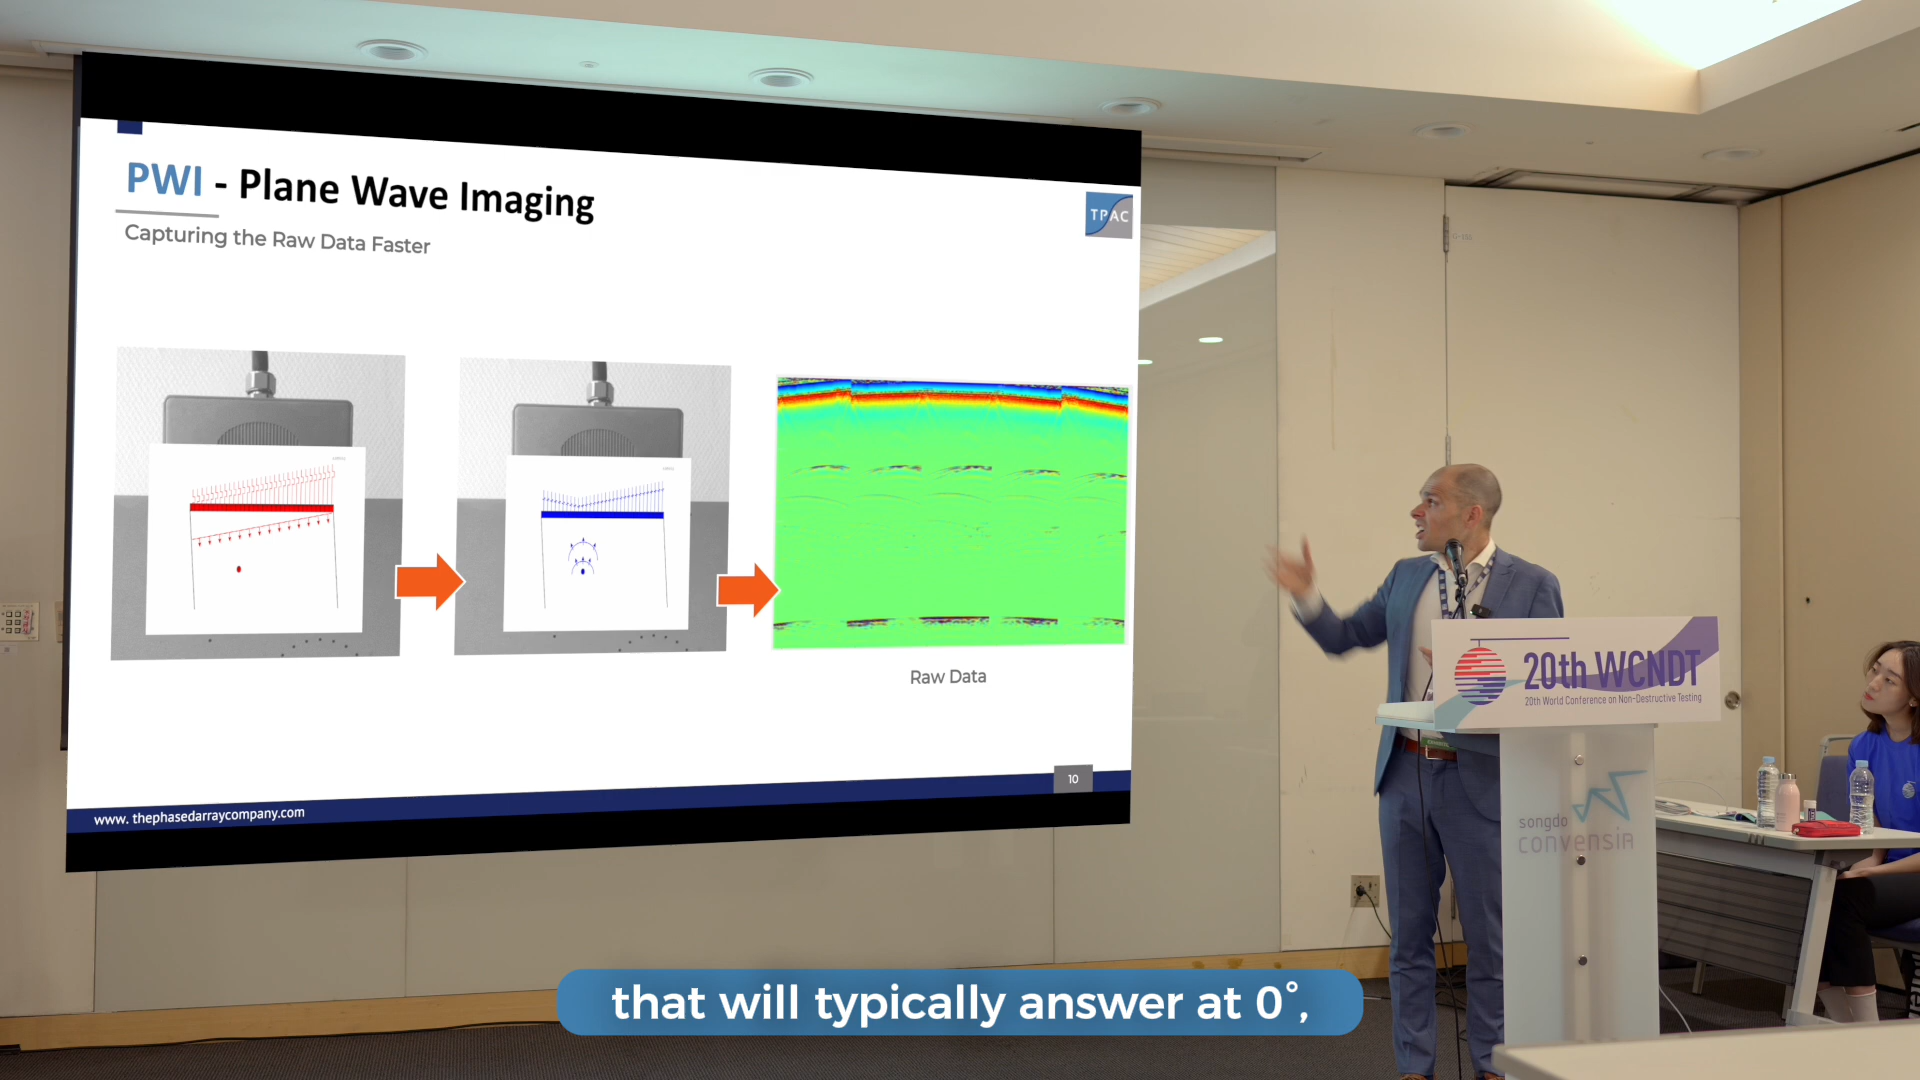 PWI - Plane Wave Imaging
Capturing the Raw Data Faster
TPAC
Raw Data
10
www. thephasedarraycompany.com
20th WCNDT
20th World Conference on Non-Destructive Testing
songdo
convensia
that will typically answer at 0°,